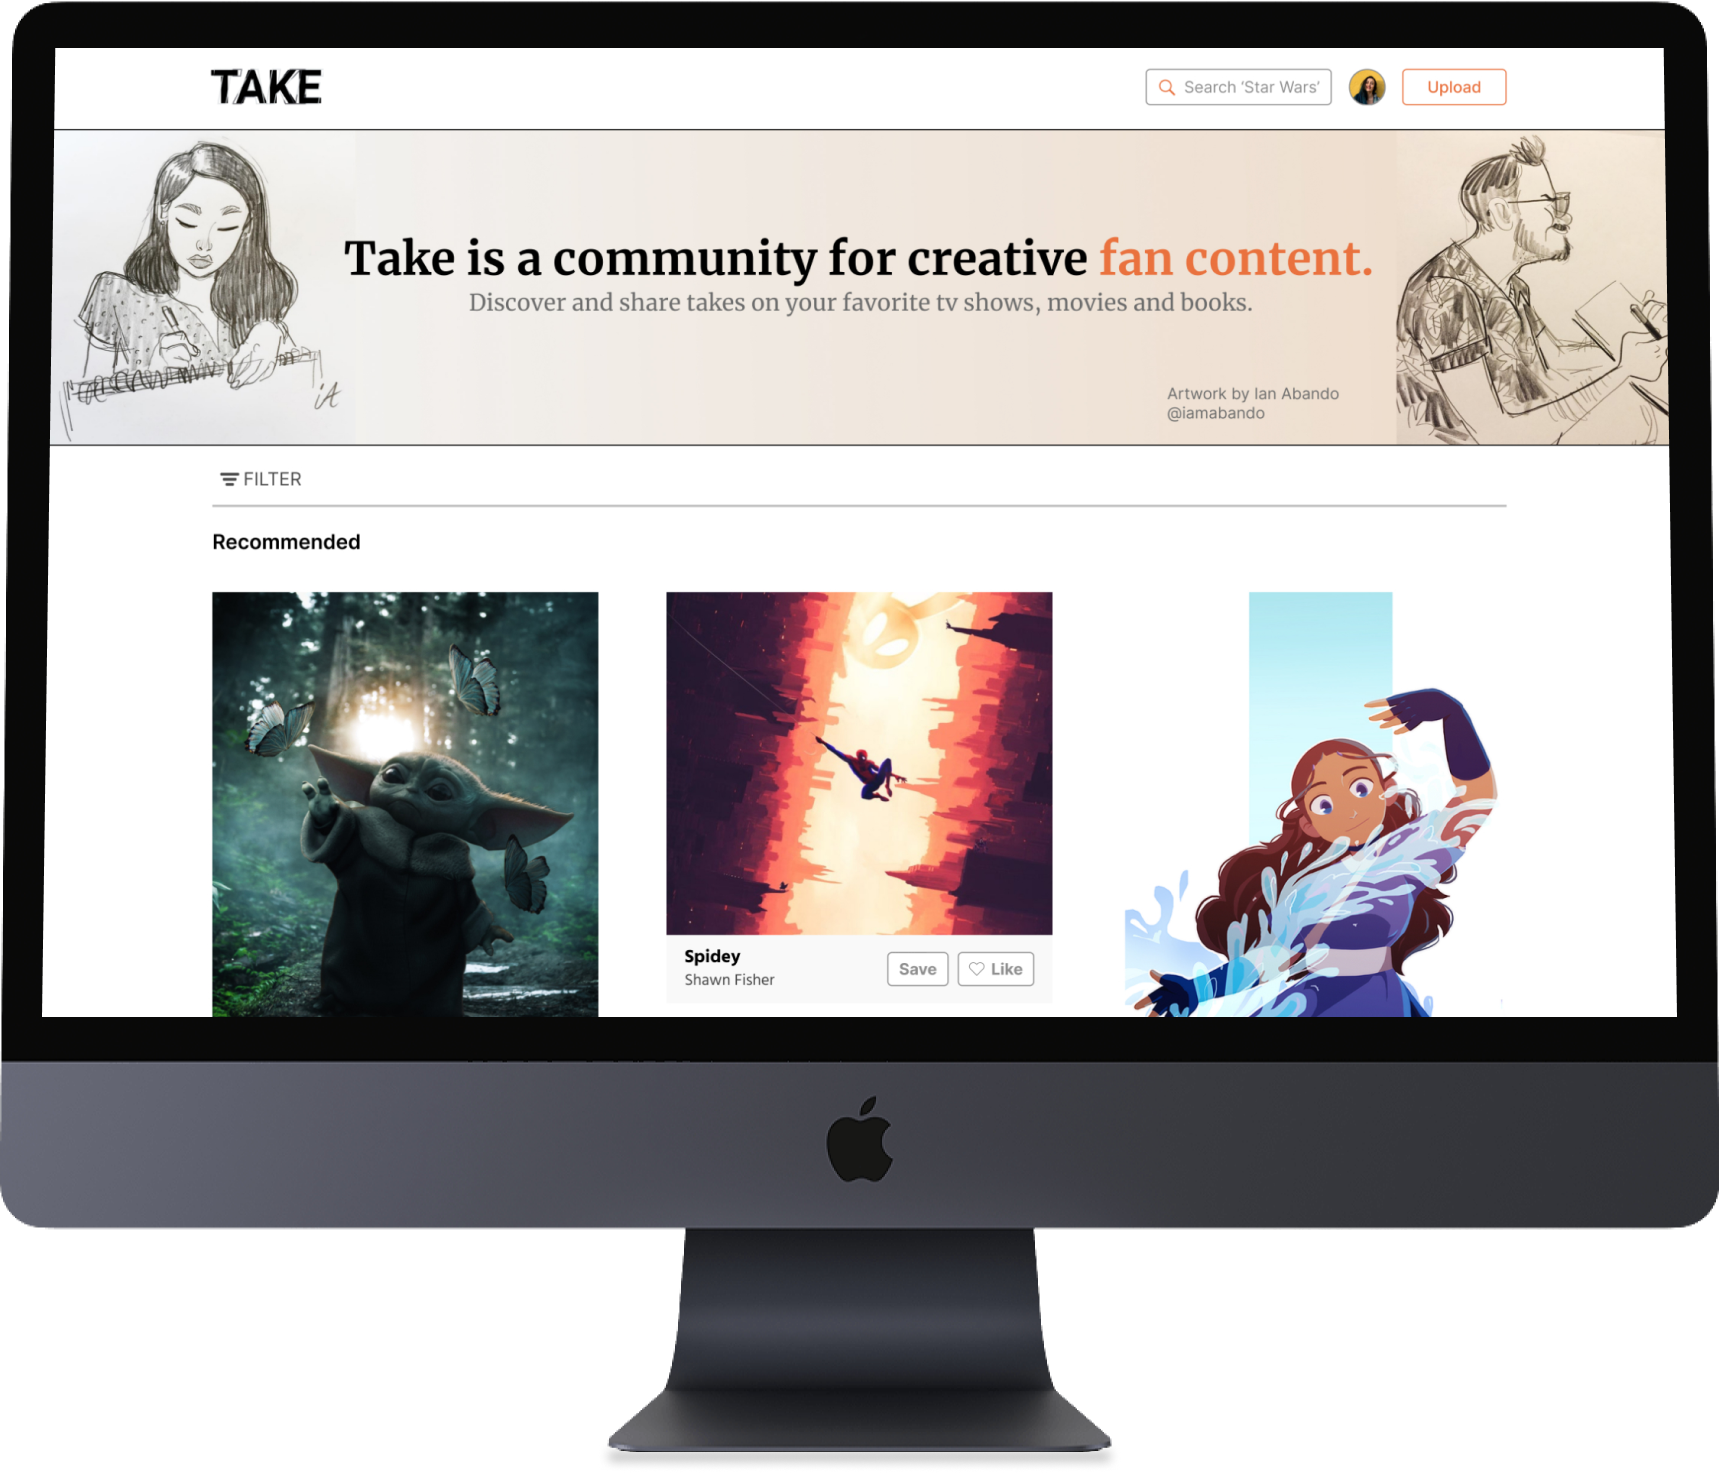 TAKE
Search ‘Star Wars’
Upload
Take is a community for creative fan content.
Discover and share takes on your favorite tv shows, movies and books.
iA
Artwork by Ian Abando
@iamabando
FILTER
Recommended
Spidey
Shawn Fisher
Save
Like